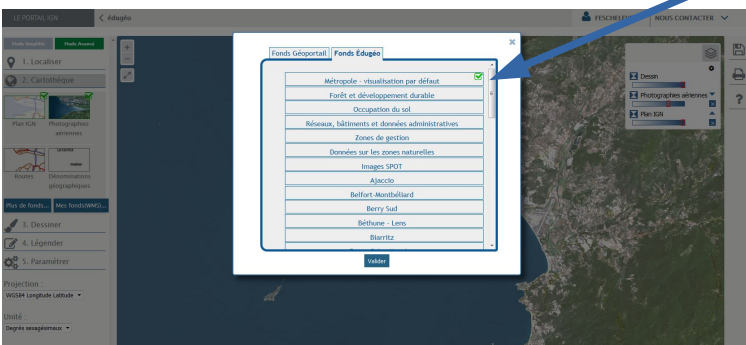 LE PORTAIL IGN
édugéo
NOUS CONTACTER
Mode Simplifié
Mode Avancé
1. Localiser
2. Cartothèque
Plan IGN
Photographies
aériennes
Routes
Dénominations
géographiques
Plus de fonds...
Mes fonds(WMS)...
3. Dessiner
4. Légender
5. Paramétrer
Projection :
WGS84 Longitude Latitude
Unité :
Degrés sexagésimaux
Fonds Géoportail
Fonds Édugéo
Métropole - visualisation par défaut
Forêt et développement durable
Occupation du sol
Réseaux, bâtiments et données administratives
Zones de gestion
Données sur les zones naturelles
Images SPOT
Ajaccio
Belfort-Montbéliard
Berry Sud
Béthune - Lens
Biarritz
Valider
Dessin
Photographies aériennes
Plan IGN
?